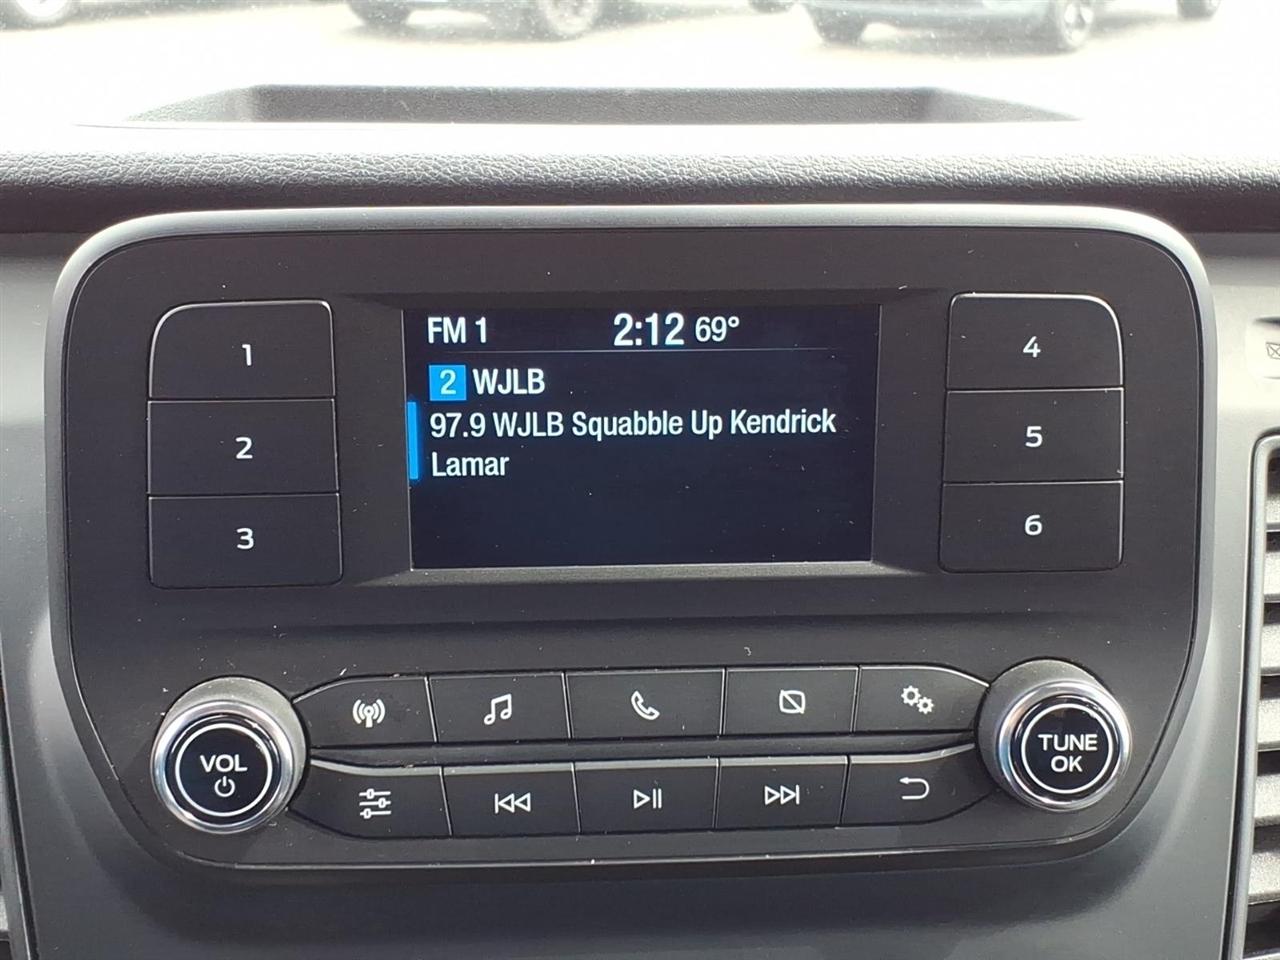 FM 1 2:12 69°
2 WJLB
97.9 WJLB Squabble Up Kendrick
Lamar
1
2
3
4
5
6
VOL
TUNE
OK